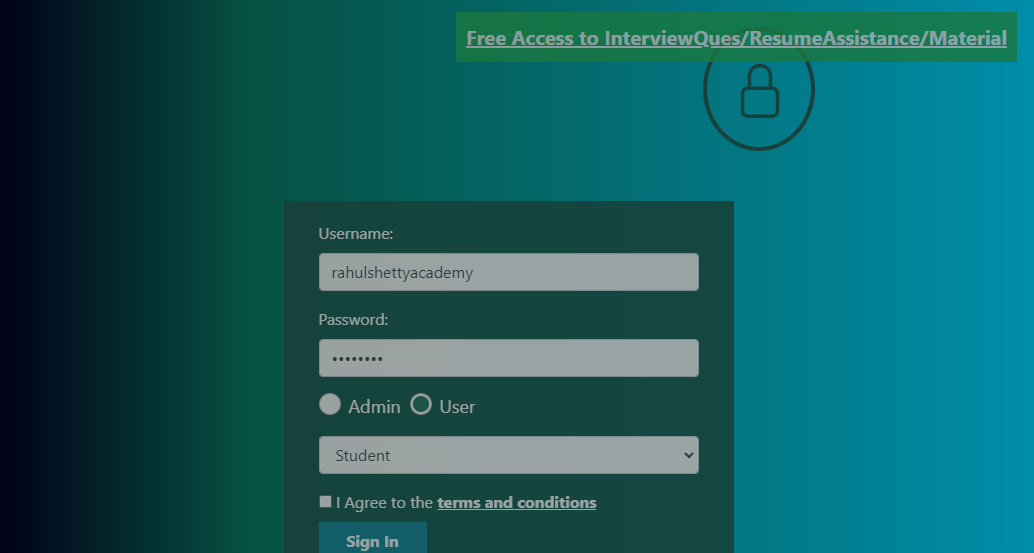 Free Access to InterviewQues/ResumeAssistance/Material
Username:
rahulshettyacademy
Password:
••••••••
Admin User
Student
I Agree to the terms and conditions
Sign In